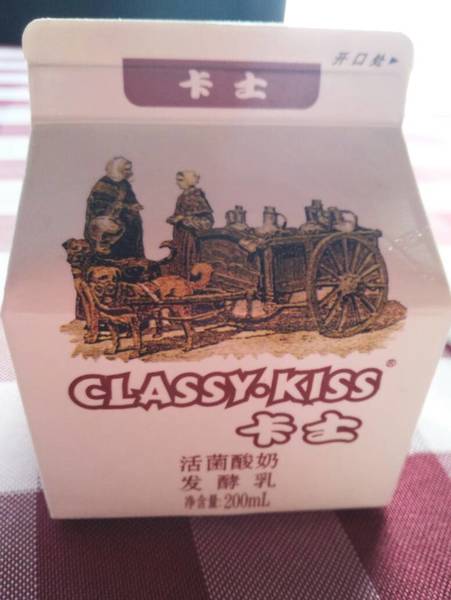 开口处▶
卡士
CLASSY·KISS®
卡士
活菌酸奶
发酵乳
净含量:200mL